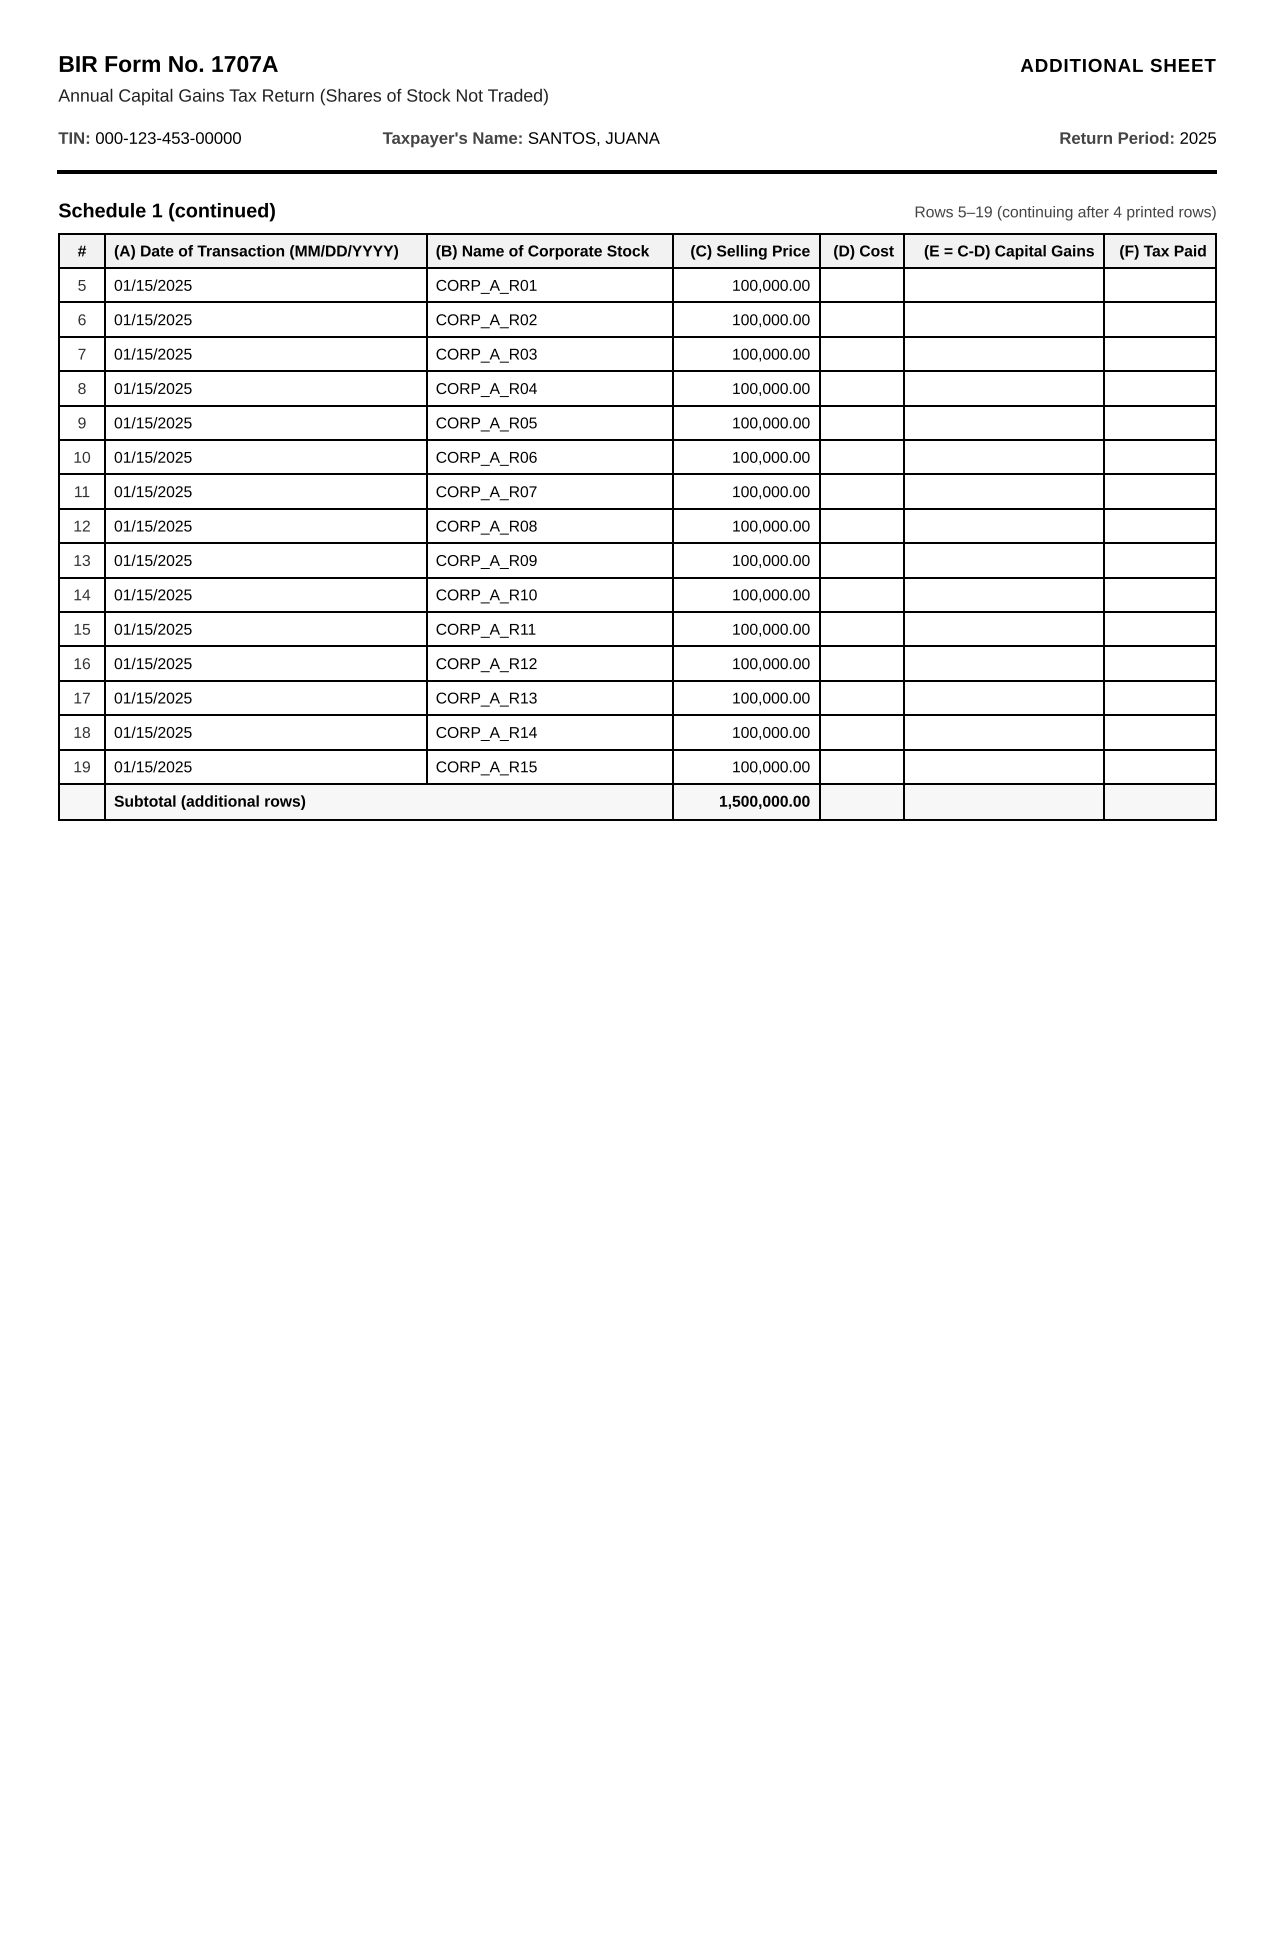 BIR Form No. 1707A
ADDITIONAL SHEET
Annual Capital Gains Tax Return (Shares of Stock Not Traded)
TIN: 000-123-453-00000 Taxpayer's Name: SANTOS, JUANA Return Period: 2025
Schedule 1 (continued)
Rows 5–19 (continuing after 4 printed rows)
# (A) Date of Transaction (MM/DD/YYYY) (B) Name of Corporate Stock (C) Selling Price (D) Cost (E = C-D) Capital Gains (F) Tax Paid
5 01/15/2025 CORP_A_R01 100,000.00
6 01/15/2025 CORP_A_R02 100,000.00
7 01/15/2025 CORP_A_R03 100,000.00
8 01/15/2025 CORP_A_R04 100,000.00
9 01/15/2025 CORP_A_R05 100,000.00
10 01/15/2025 CORP_A_R06 100,000.00
11 01/15/2025 CORP_A_R07 100,000.00
12 01/15/2025 CORP_A_R08 100,000.00
13 01/15/2025 CORP_A_R09 100,000.00
14 01/15/2025 CORP_A_R10 100,000.00
15 01/15/2025 CORP_A_R11 100,000.00
16 01/15/2025 CORP_A_R12 100,000.00
17 01/15/2025 CORP_A_R13 100,000.00
18 01/15/2025 CORP_A_R14 100,000.00
19 01/15/2025 CORP_A_R15 100,000.00
Subtotal (additional rows) 1,500,000.00